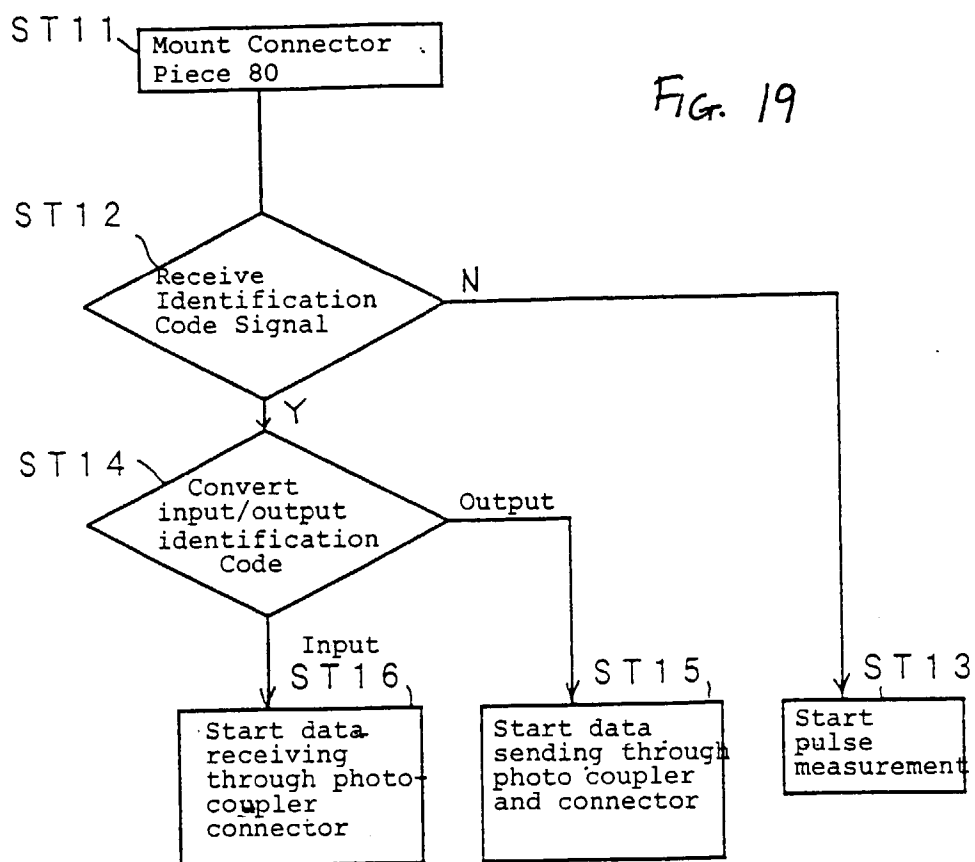 ST11
Mount Connector
Piece 80
FIG. 19
ST12
Receive
Identification
Code Signal
N
Y
ST14
Convert
input/output
identification
Code
Output
Input
ST16
ST15
ST13
Start data
receiving
through photo-
coupler
connector
Start data
sending through
photo coupler
and connector
Start
pulse
measurement